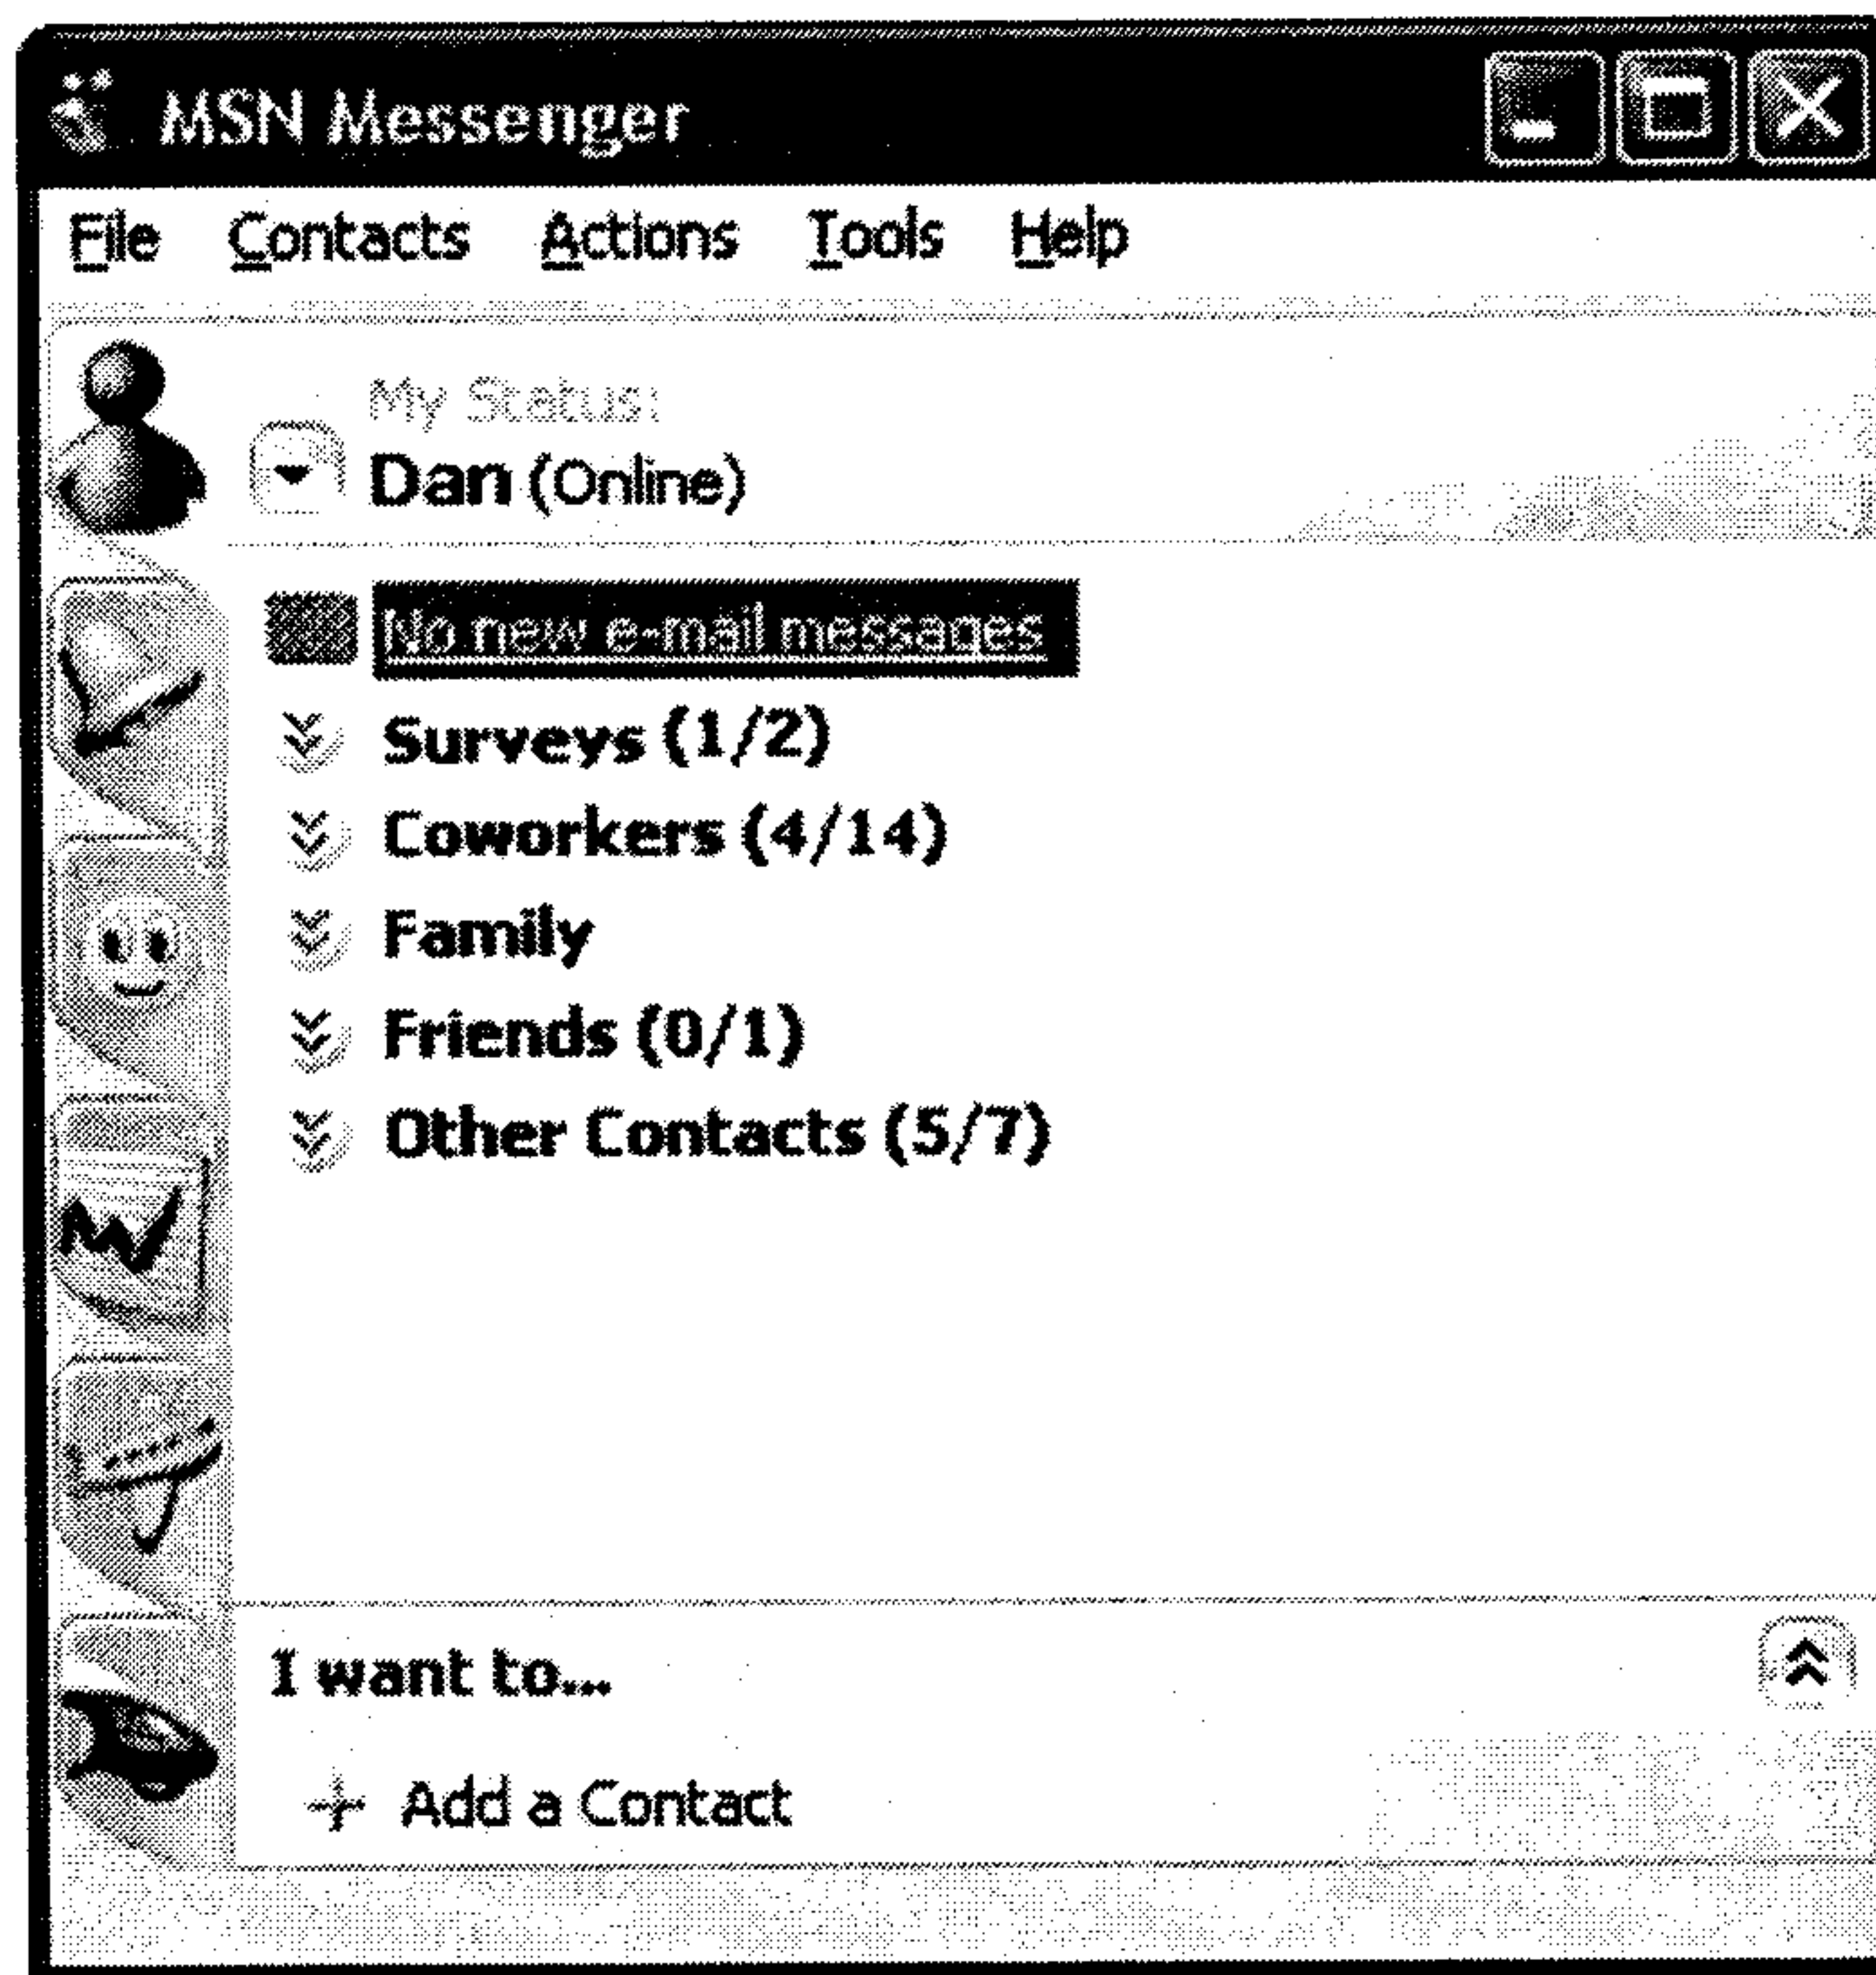 MSN Messenger
File Contacts Actions Tools Help
My Status:
Dan (Online)
No new e-mail messages
Surveys (1/2)
Coworkers (4/14)
Family
Friends (0/1)
Other Contacts (5/7)
I want to...
Add a Contact